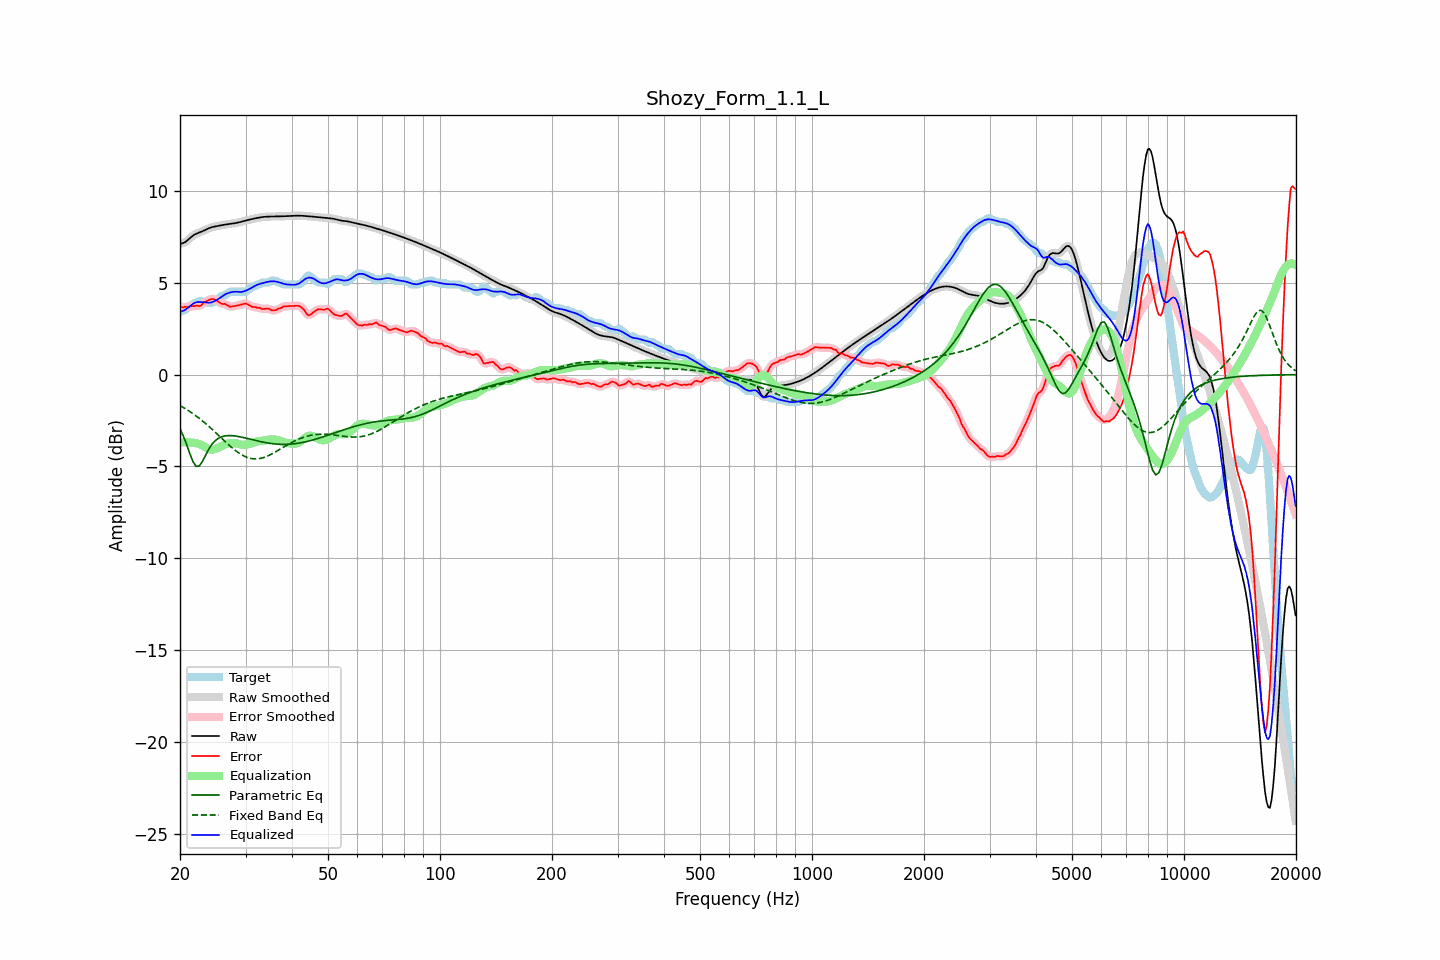 Shozy_Form_1.1_L
Amplitude (dBr)
10
5
0
−5
−10
−15
−20
−25
Target
Raw Smoothed
Error Smoothed
Raw
Error
Equalization
Parametric Eq
Fixed Band Eq
Equalized
20 50 100 200 500 1000 2000 5000 10000 20000
Frequency (Hz)